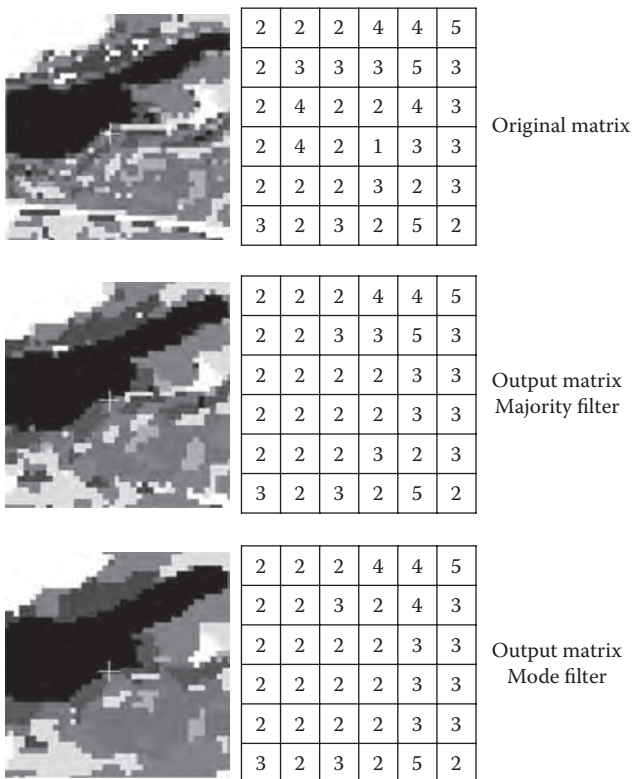 2 2 2 4 4 5
2 3 3 3 5 3
2 4 2 2 4 3
2 4 2 1 3 3
2 2 2 3 2 3
3 2 3 2 5 2
Original matrix
2 2 2 4 4 5
2 2 3 3 5 3
2 2 2 2 3 3
2 2 2 2 3 3
2 2 2 3 2 3
3 2 3 2 5 2
Output matrix
Majority filter
2 2 2 4 4 5
2 2 3 2 4 3
2 2 2 2 3 3
2 2 2 2 3 3
2 2 2 2 3 3
3 2 3 2 5 2
Output matrix
Mode filter